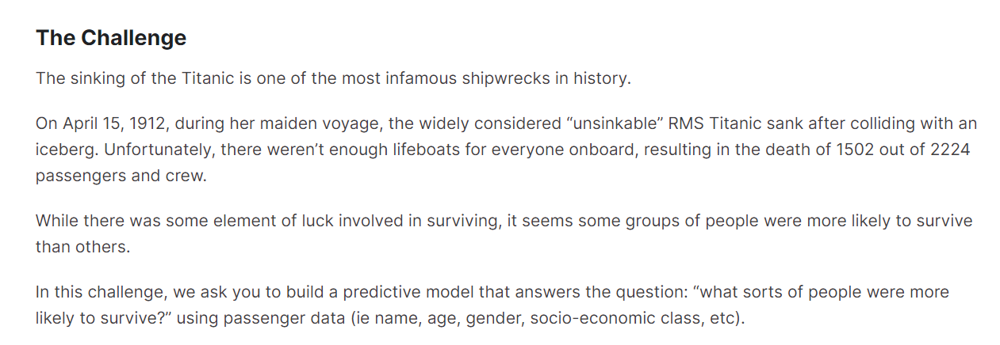 The Challenge
The sinking of the Titanic is one of the most infamous shipwrecks in history.
On April 15, 1912, during her maiden voyage, the widely considered “unsinkable” RMS Titanic sank after colliding with an
iceberg. Unfortunately, there weren’t enough lifeboats for everyone onboard, resulting in the death of 1502 out of 2224
passengers and crew.
While there was some element of luck involved in surviving, it seems some groups of people were more likely to survive
than others.
In this challenge, we ask you to build a predictive model that answers the question: “what sorts of people were more
likely to survive?” using passenger data (ie name, age, gender, socio-economic class, etc).